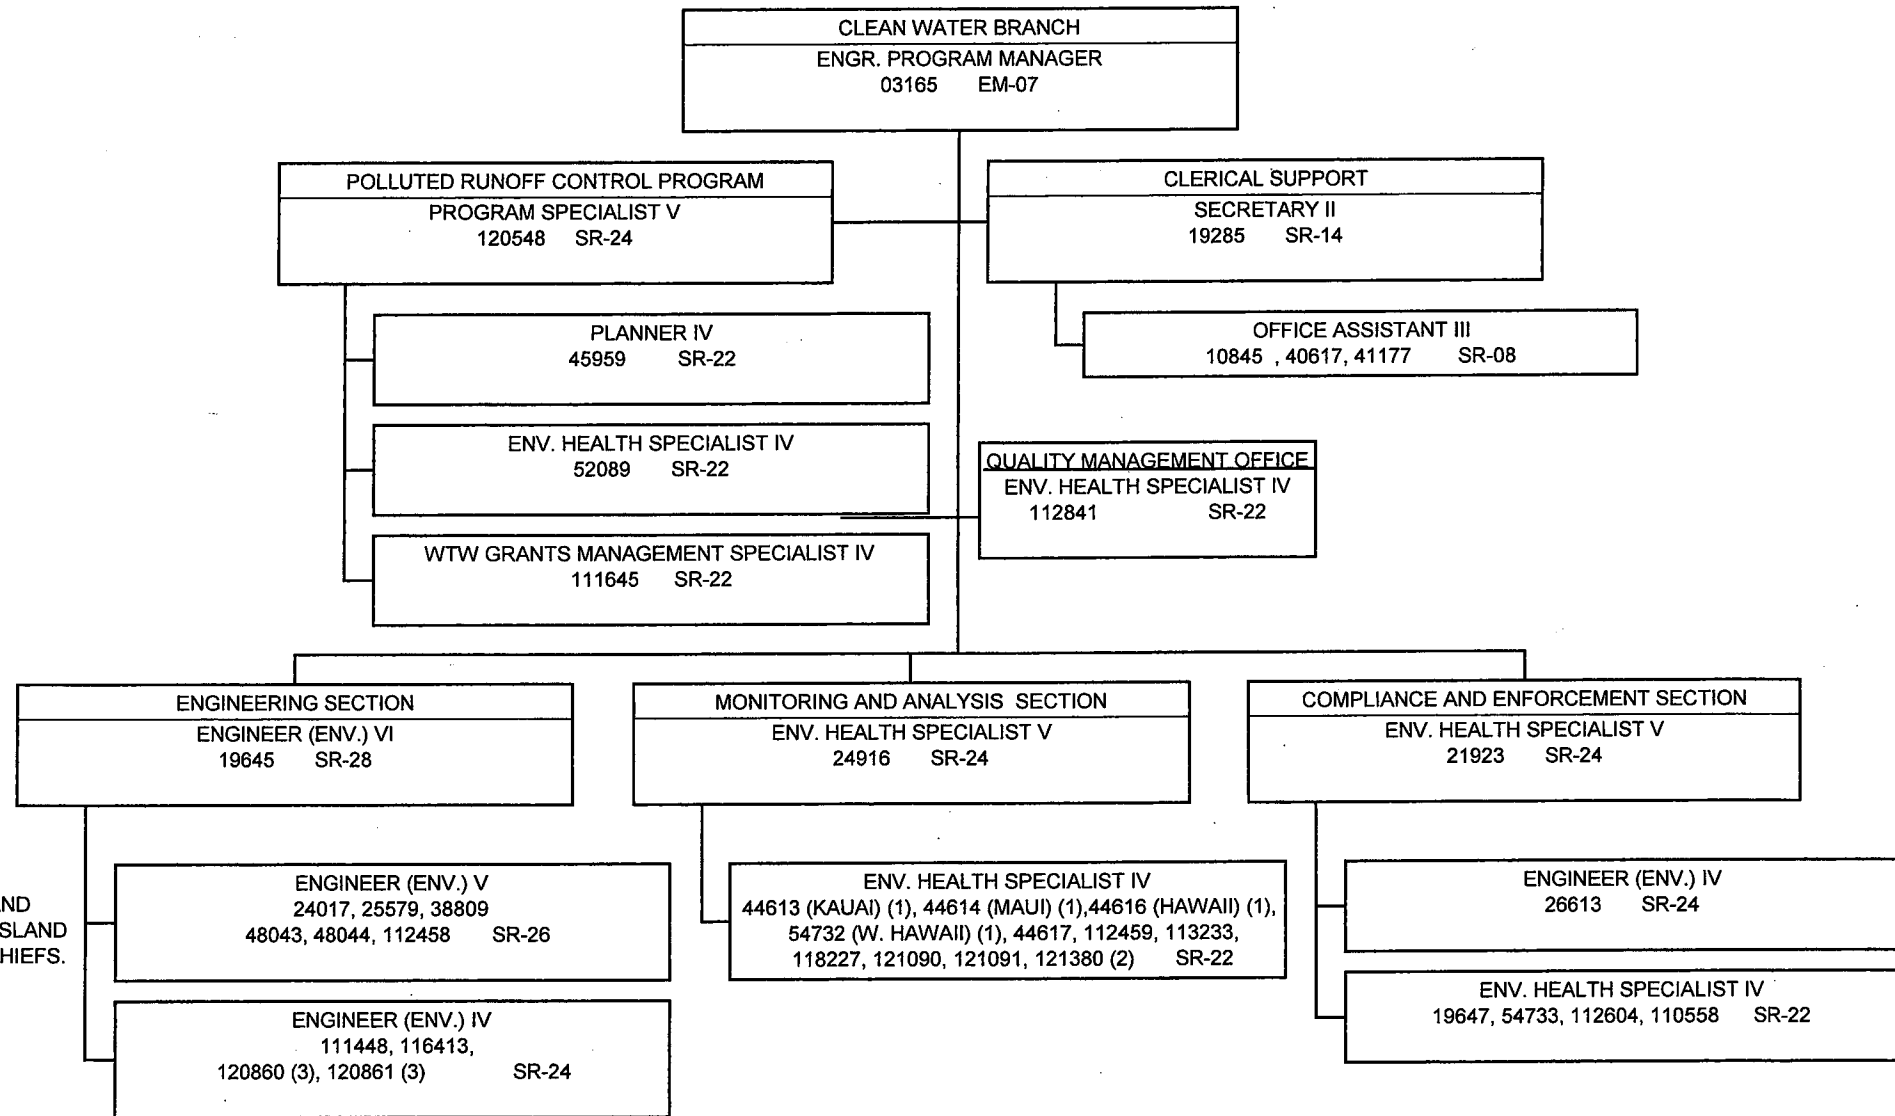 CLEAN WATER BRANCH
ENGR. PROGRAM MANAGER
03165 EM-07
POLLUTED RUNOFF CONTROL PROGRAM
PROGRAM SPECIALIST V
120548 SR-24
CLERICAL SUPPORT
SECRETARY II
19285 SR-14
OFFICE ASSISTANT III
10845 , 40617, 41177 SR-08
PLANNER IV
45959 SR-22
ENV. HEALTH SPECIALIST IV
52089 SR-22
WTW GRANTS MANAGEMENT SPECIALIST IV
111645 SR-22
QUALITY MANAGEMENT OFFICE
ENV. HEALTH SPECIALIST IV
112841 SR-22
ENGINEERING SECTION
ENGINEER (ENV.) VI
19645 SR-28
ENGINEER (ENV.) V
24017, 25579, 38809
48043, 48044, 112458 SR-26
ENGINEER (ENV.) IV
111448, 116413,
120860 (3), 120861 (3) SR-24
MONITORING AND ANALYSIS SECTION
ENV. HEALTH SPECIALIST V
24916 SR-24
ENV. HEALTH SPECIALIST IV
44613 (KAUAI) (1), 44614 (MAUI) (1),44616 (HAWAII) (1),
54732 (W. HAWAII) (1), 44617, 112459, 113233,
118227, 121090, 121091, 121380 (2) SR-22
COMPLIANCE AND ENFORCEMENT SECTION
ENV. HEALTH SPECIALIST V
21923 SR-24
ENGINEER (ENV.) IV
26613 SR-24
ENV. HEALTH SPECIALIST IV
19647, 54733, 112604, 110558 SR-22